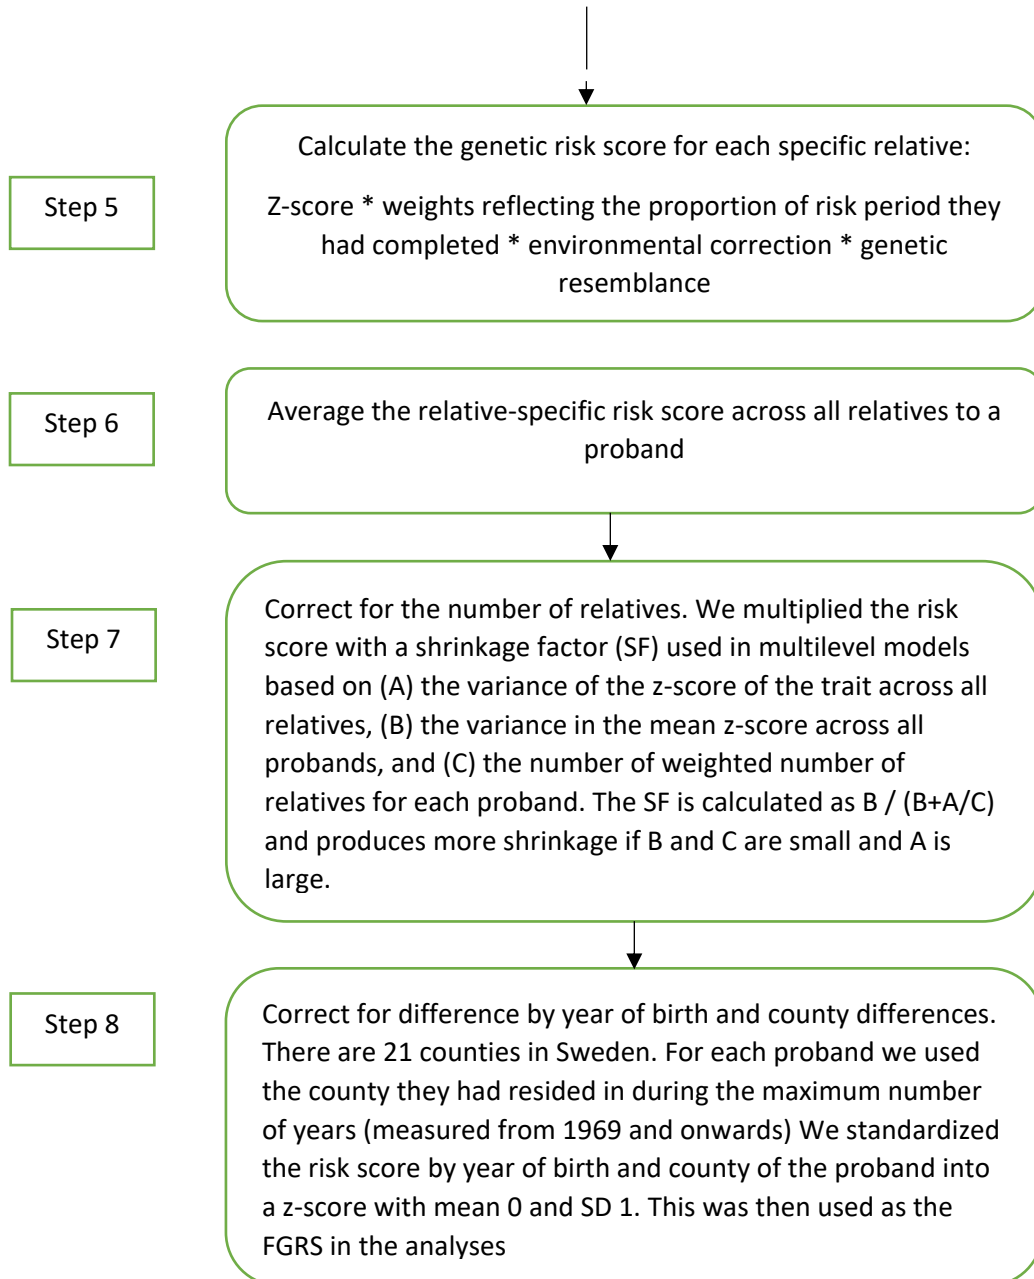 Step 5
Calculate the genetic risk score for each specific relative:
Z-score * weights reflecting the proportion of risk period they
had completed * environmental correction * genetic
resemblance
Step 6
Average the relative-specific risk score across all relatives to a
proband
Step 7
Correct for the number of relatives. We multiplied the risk
score with a shrinkage factor (SF) used in multilevel models
based on (A) the variance of the z-score of the trait across all
relatives, (B) the variance in the mean z-score across all
probands, and (C) the number of weighted number of
relatives for each proband. The SF is calculated as B / (B+A/C)
and produces more shrinkage if B and C are small and A is
large.
Step 8
Correct for difference by year of birth and county differences.
There are 21 counties in Sweden. For each proband we used
the county they had resided in during the maximum number
of years (measured from 1969 and onwards) We standardized
the risk score by year of birth and county of the proband into
a z-score with mean 0 and SD 1. This was then used as the
FGRS in the analyses